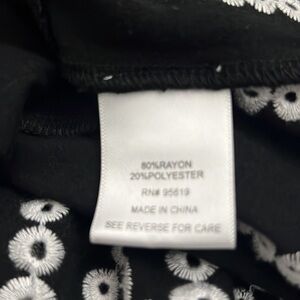 80%RAYON
20%POLYESTER
RN# 95619
MADE IN CHINA
SEE REVERSE FOR CARE